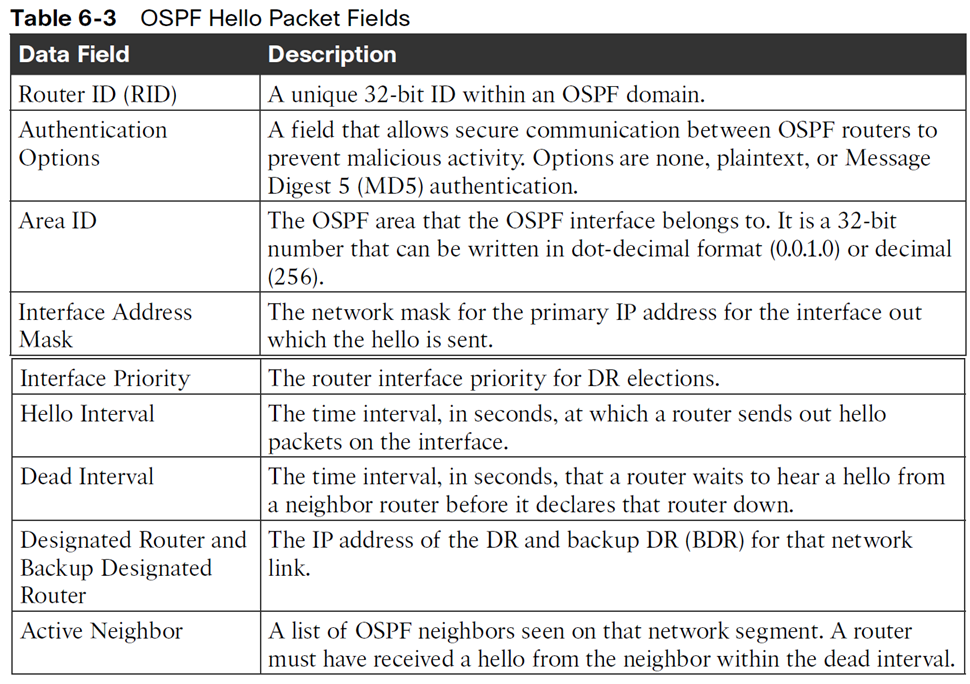 Table 6-3 OSPF Hello Packet Fields
Data Field Description
Router ID (RID) A unique 32-bit ID within an OSPF domain.
Authentication A field that allows secure communication between OSPF routers to
Options prevent malicious activity. Options are none, plaintext, or Message
Digest 5 (MD5) authentication.
Area ID The OSPF area that the OSPF interface belongs to. It is a 32-bit
number that can be written in dot-decimal format (0.0.1.0) or decimal
(256).
Interface Address The network mask for the primary IP address for the interface out
Mask which the hello is sent.
Interface Priority The router interface priority for DR elections.
Hello Interval The time interval, in seconds, at which a router sends out hello
packets on the interface.
Dead Interval The time interval, in seconds, that a router waits to hear a hello from
a neighbor router before it declares that router down.
Designated Router and The IP address of the DR and backup DR (BDR) for that network
Backup Designated link.
Router
Active Neighbor A list of OSPF neighbors seen on that network segment. A router
must have received a hello from the neighbor within the dead interval.